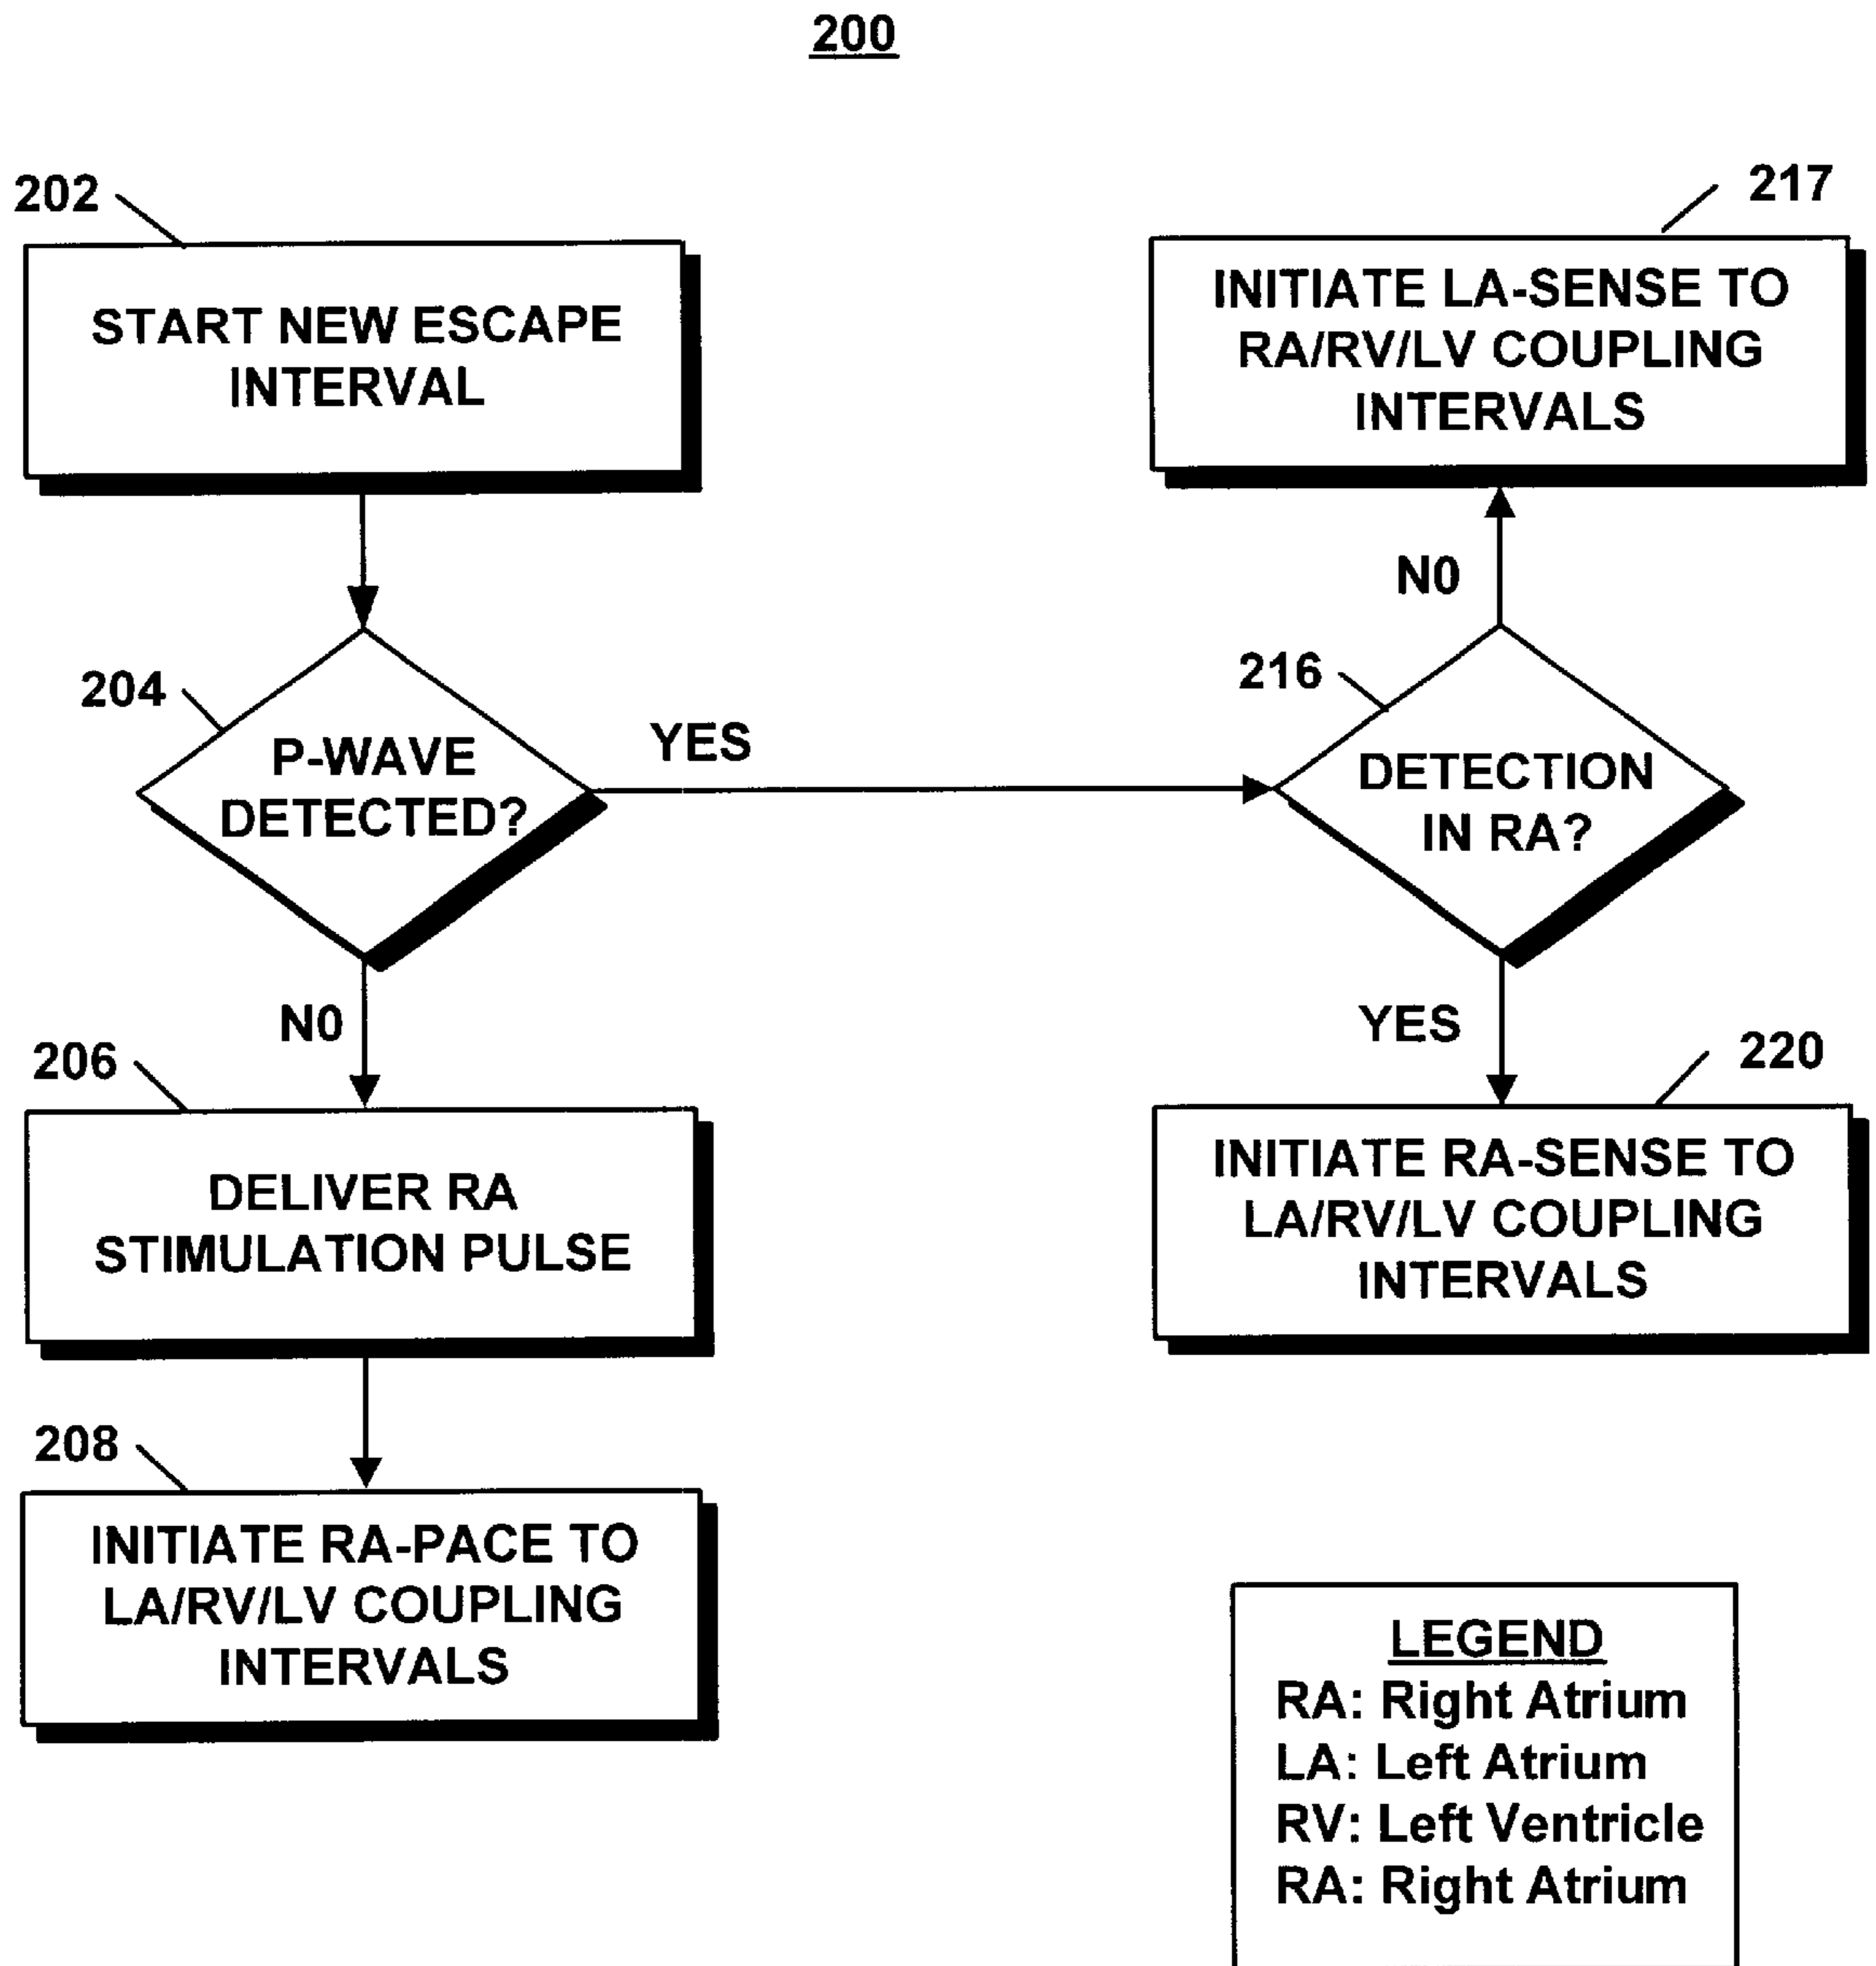 200
202
START NEW ESCAPE
INTERVAL
204
P-WAVE
DETECTED?
YES
NO
206
DELIVER RA
STIMULATION PULSE
208
INITIATE RA-PACE TO
LA/RV/LV COUPLING
INTERVALS
217
INITIATE LA-SENSE TO
RA/RV/LV COUPLING
INTERVALS
NO
216
DETECTION
IN RA?
YES
220
INITIATE RA-SENSE TO
LA/RV/LV COUPLING
INTERVALS
LEGEND
RA: Right Atrium
LA: Left Atrium
RV: Left Ventricle
RA: Right Atrium